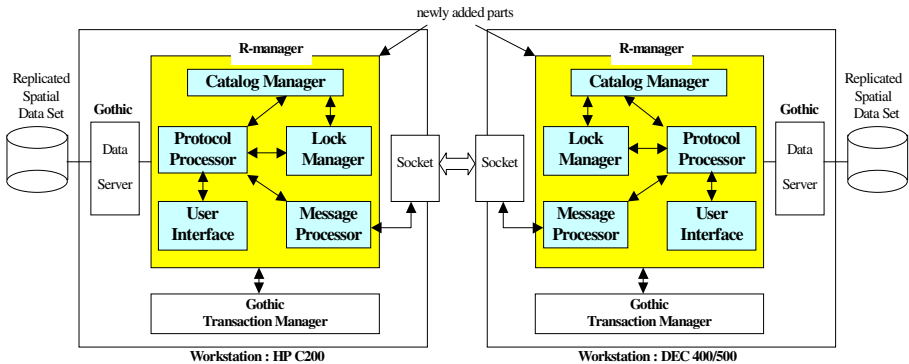 newly added parts
R-manager
Catalog Manager
Replicated
Spatial
Data Set
Gothic
Data
Server
Protocol
Processor
Lock
Manager
User
Interface
Message
Processor
Socket
Gothic
Transaction Manager
Workstation : HP C200
R-manager
Catalog Manager
Socket
Lock
Manager
Protocol
Processor
Message
Processor
User
Interface
Gothic
Data
Server
Replicated
Spatial
Data Set
Gothic
Transaction Manager
Workstation : DEC 400/500